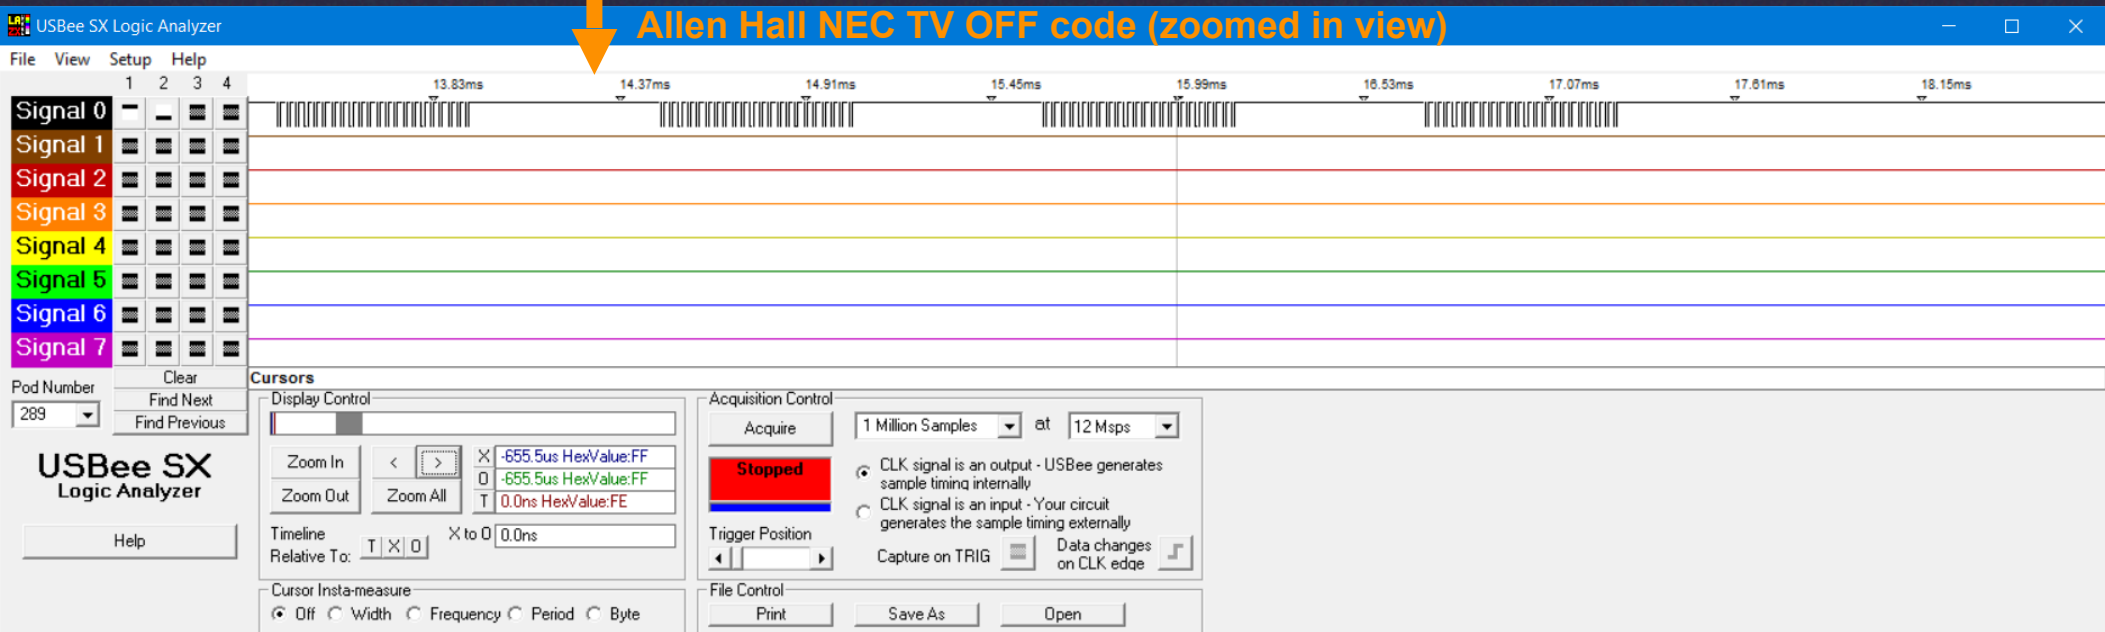 Allen Hall NEC TV OFF code (zoomed in view)
USBee SX Logic Analyzer
File View Setup Help
1 2 3 4
13.83ms 14.37ms 14.91ms 15.45ms 15.99ms 16.53ms 17.07ms 17.61ms 18.15ms
Signal 0
Signal 1
Signal 2
Signal 3
Signal 4
Signal 5
Signal 6
Signal 7
Pod Number
289
Clear
Find Next
Find Previous
USBee SX
Logic Analyzer
Help
Cursors
Display Control
Zoom In < > X -655.5us HexValue:FF
O -655.5us HexValue:FF
Zoom Out Zoom All T 0.0ns HexValue:FE
Timeline
Relative To: T X O X to O 0.0ns
Cursor Insta-measure
Off Width Frequency Period Byte
Acquisition Control
Acquire 1 Million Samples at 12 Msps
Stopped
CLK signal is an output - USBee generates
sample timing internally
CLK signal is an input - Your circuit
generates the sample timing externally
Trigger Position
Capture on TRIG Data changes
on CLK edge
File Control
Print Save As Open